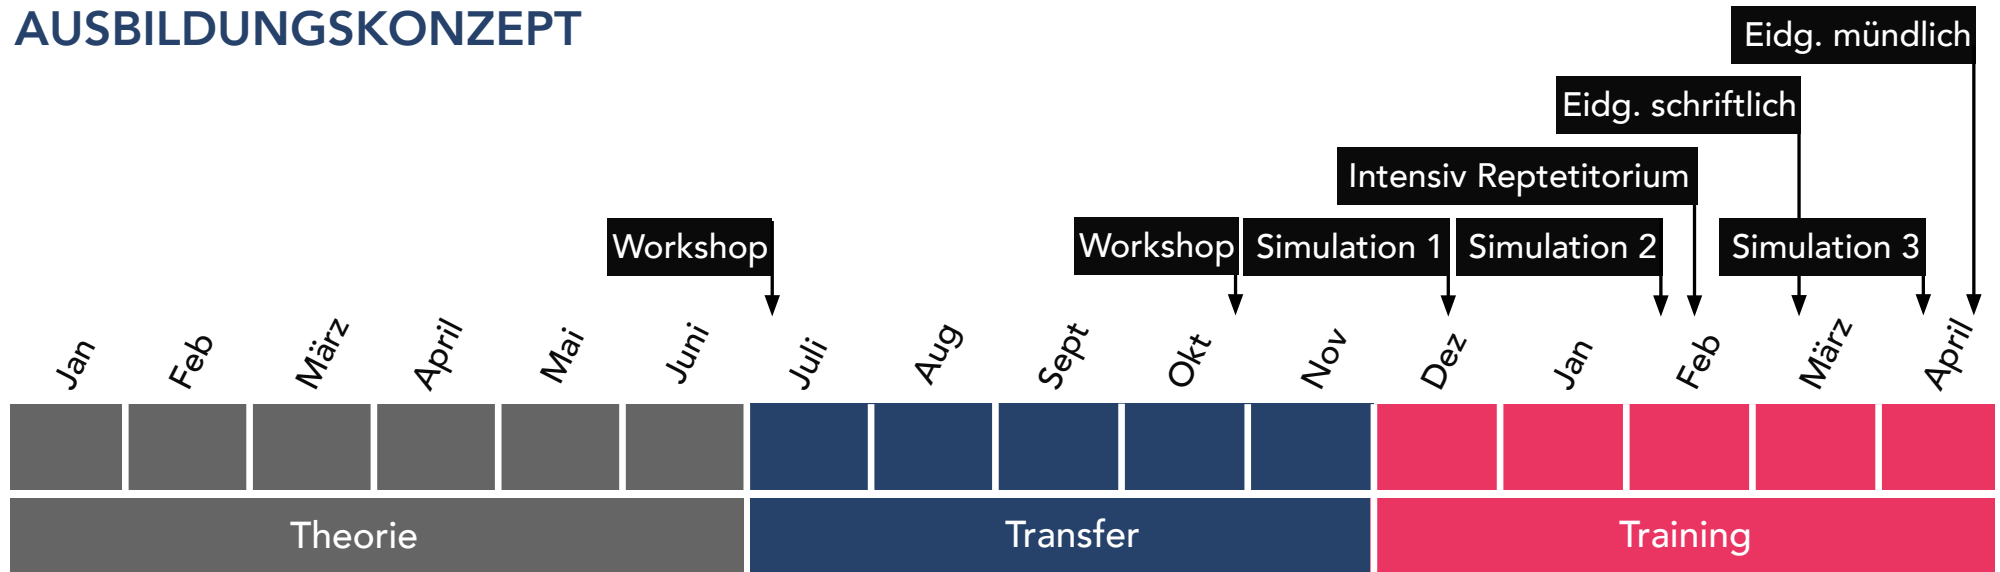 AUSBILDUNGSKONZEPT
Eidg. mündlich
Eidg. schriftlich
Intensiv Reptetitorium
Workshop
Workshop
Simulation 1
Simulation 2
Simulation 3
Jan
Feb
März
April
Mai
Juni
Juli
Aug
Sept
Okt
Nov
Dez
Jan
Feb
März
April
Theorie
Transfer
Training